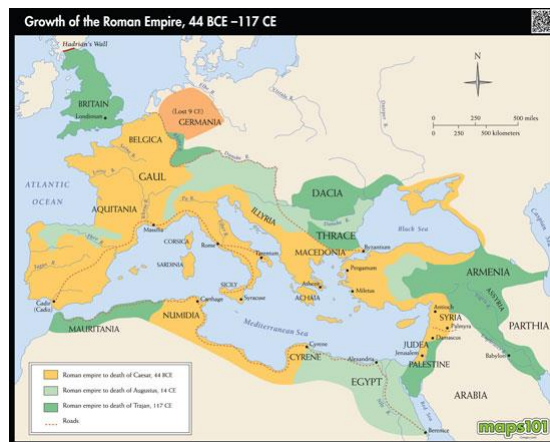 Growth of the Roman Empire, 44 BCE –117 CE
Hadrian's Wall
N
BRITAIN
Londinium
(Lost 9 CE)
GERMANIA
0 250 500 miles
0 250 500 kilometers
BELGICA
GAUL
ATLANTIC
OCEAN
AQUITANIA
DACIA
ILLYRIA
THRACE
Black Sea
Massilia
CORSICA
Rome
Tarentum
MACEDONIA
Byzantium
SARDINIA
Pergamum
ARMENIA
ASSYRIA
Athens
ACHAIA
Miletus
SICILY
Syracuse
Carthage
Antioch
SYRIA
Palmyra
PARTHIA
(Cadiz)
MAURITANIA
NUMIDIA
Mediterranean Sea
Damascus
JUDEA
Jerusalem
PALESTINE
Babylon
Cyrene
CYRENE
Alexandria
EGYPT
ARABIA
Red Sea
Berenice
Roman empire to death of Caesar, 44 BCE
Roman empire to death of Augustus, 14 CE
Roman empire to death of Trajan, 117 CE
Roads
maps101